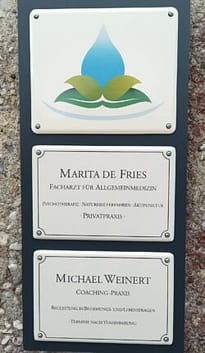 MARITA DE FRIES
FACHARZT FÜR ALLGEMEINMEDIZIN
PSYCHOTHERAPIE · NATURHEILVERFAHREN · AKUPUNKTUR
· PRIVATPRAXIS ·
MICHAEL WEINERT
COACHING-PRAXIS
BEGLEITUNG IN BEZIEHUNGS- UND LEBENSFRAGEN
· TERMINE NACH VEREINBARUNG ·